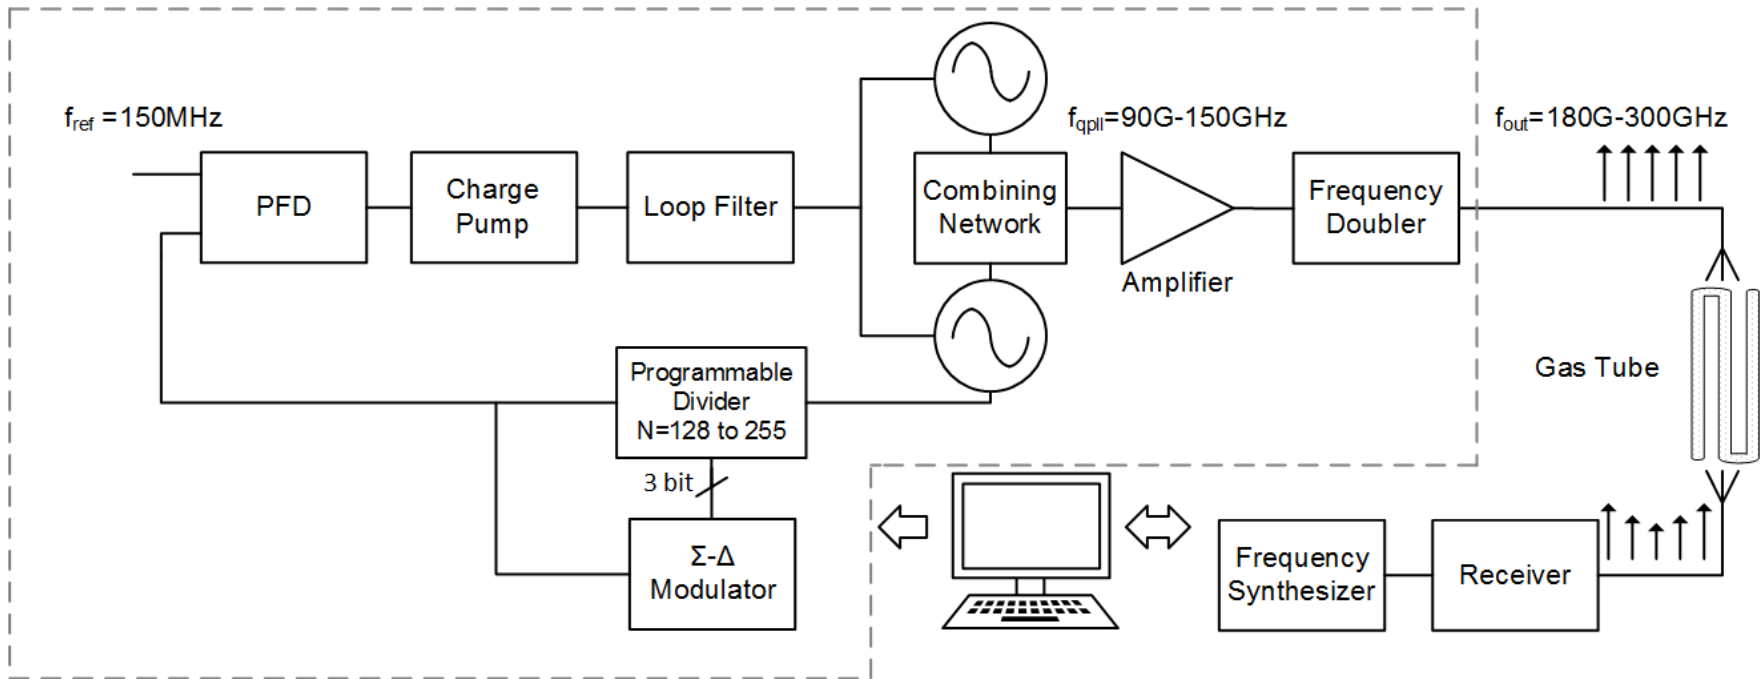 f_ref =150MHz
f_qpll=90G-150GHz
f_out=180G-300GHz
PFD
Charge
Pump
Loop Filter
Combining
Network
Amplifier
Frequency
Doubler
Programmable
Divider
N=128 to 255
Gas Tube
3 bit
Σ-Δ
Modulator
Frequency
Synthesizer
Receiver